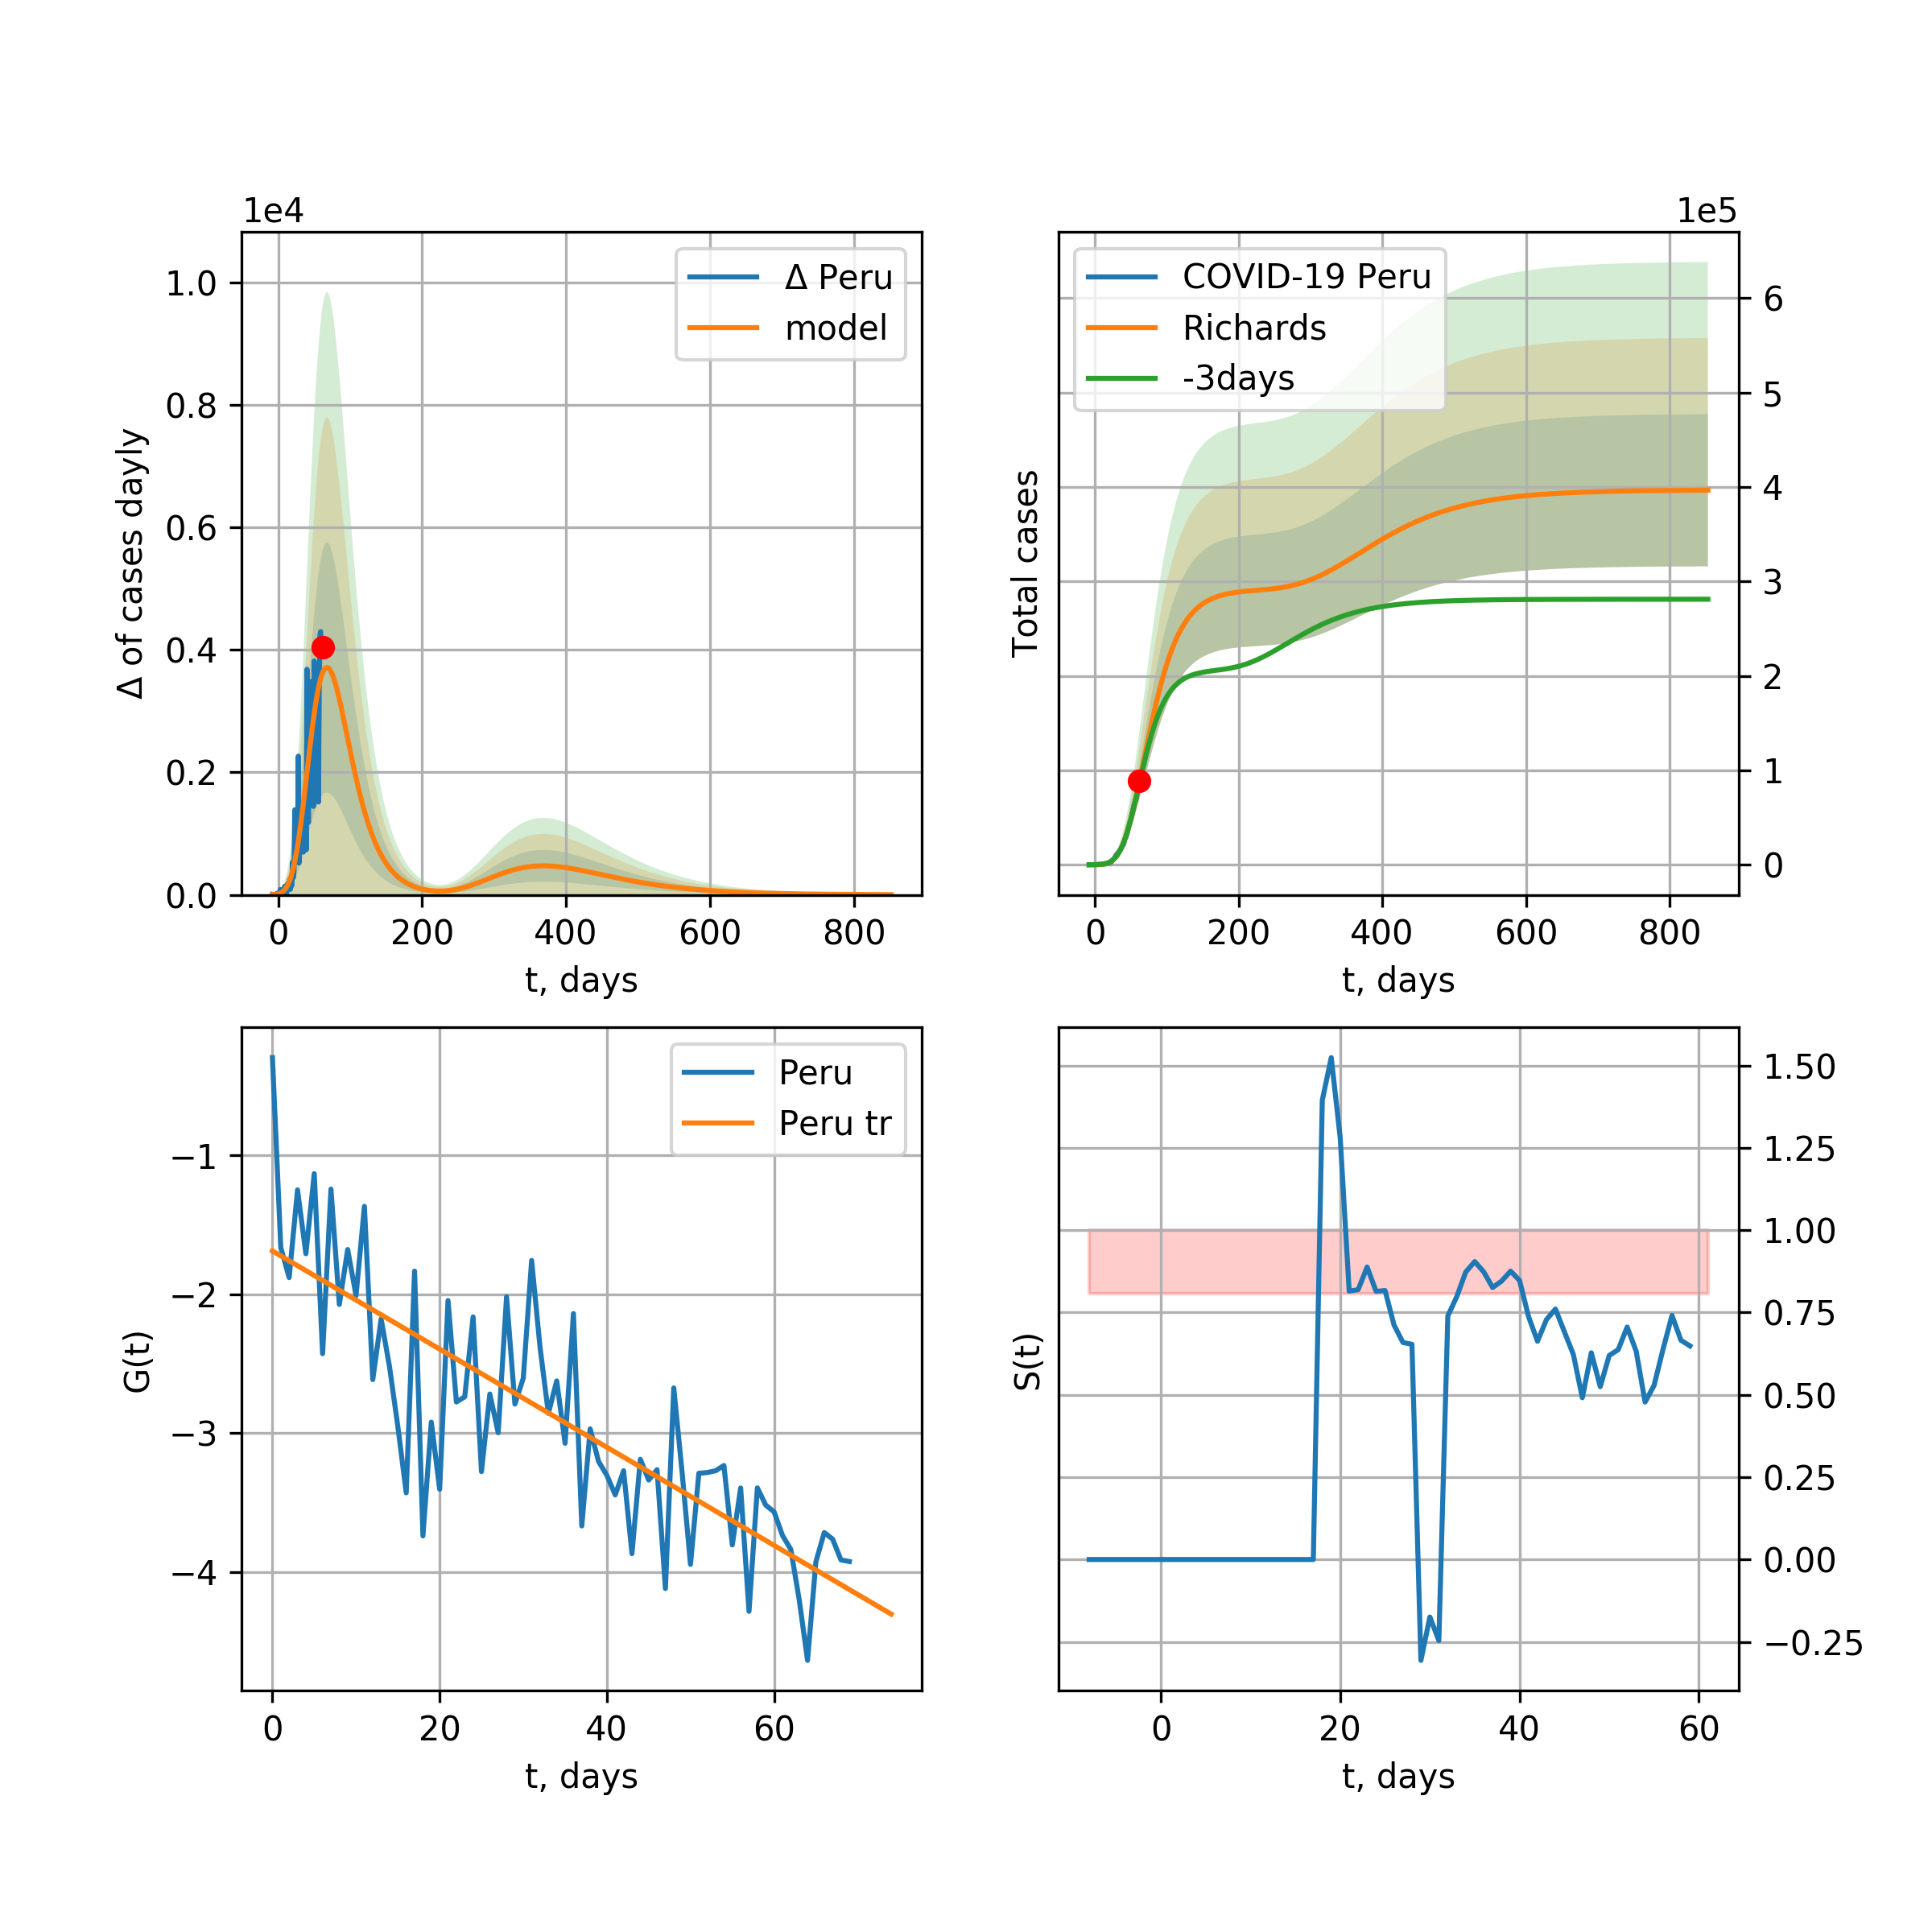 1e4
Δ of cases dayly
1.0
0.8
0.6
0.4
0.2
0.0
0 200 400 600 800
t, days
Δ Peru
model
1e5
Total cases
6
5
4
3
2
1
0
0 200 400 600 800
t, days
COVID-19 Peru
Richards
-3days
G(t)
−1
−2
−3
−4
0 20 40 60
t, days
Peru
Peru tr
S(t)
1.50
1.25
1.00
0.75
0.50
0.25
0.00
−0.25
0 20 40 60
t, days